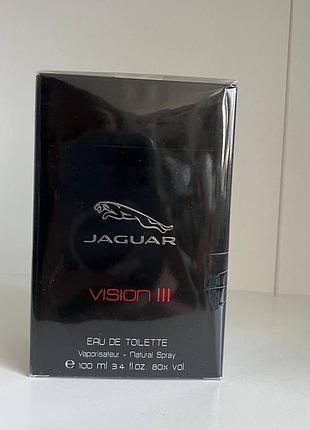 JAGUAR
VISION III
EAU DE TOILETTE
Vaporisateur - Natural Spray
℮ 100 ml 3.4 fl.oz. 80% vol.